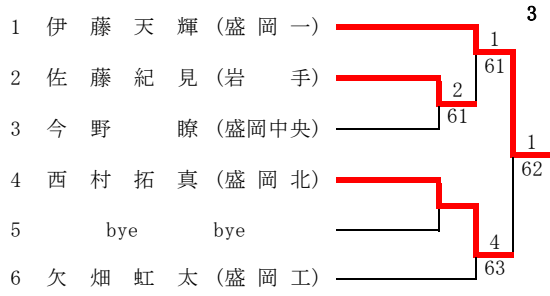 3
1 伊藤天輝 (盛岡一)
1
61
2 佐藤紀見 (岩手)
2
61
3 今野瞭 (盛岡中央)
1
62
4 西村拓真 (盛岡北)
5 bye bye
4
63
6 欠畑虹太 (盛岡工)